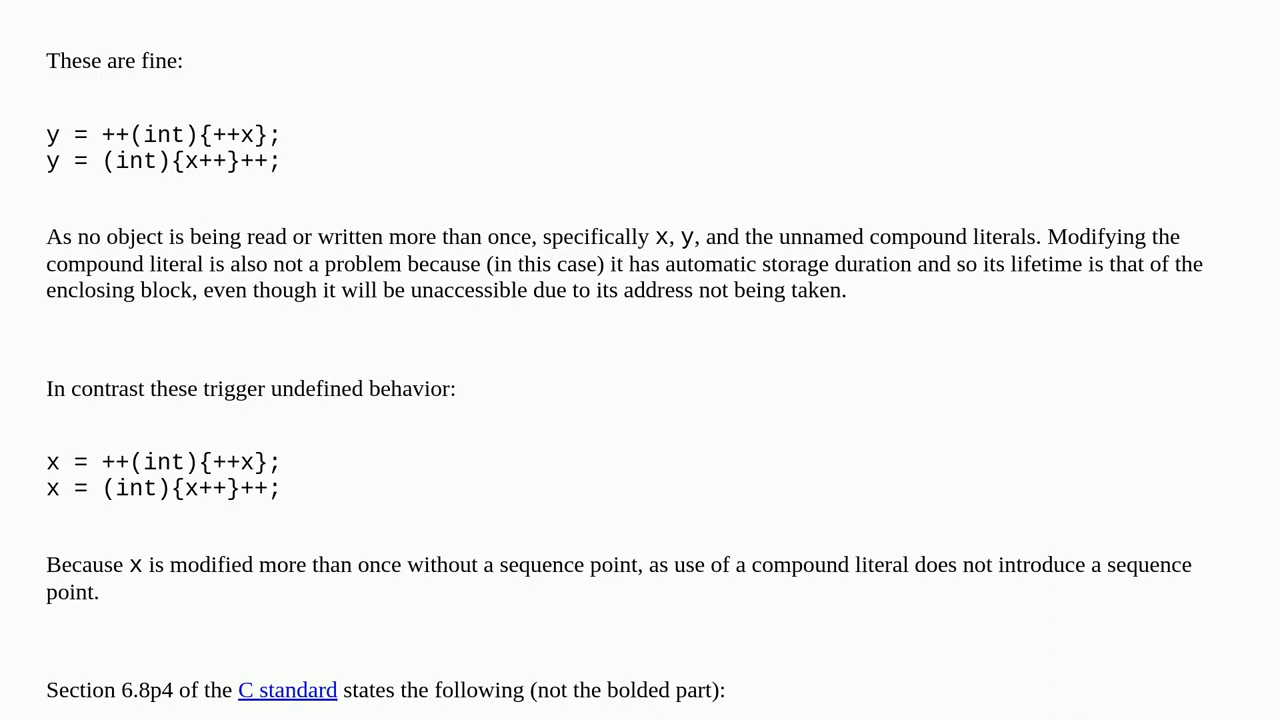 These are fine:
y = ++(int){++x};
y = (int){x++}++;
As no object is being read or written more than once, specifically x, y, and the unnamed compound literals. Modifying the
compound literal is also not a problem because (in this case) it has automatic storage duration and so its lifetime is that of the
enclosing block, even though it will be unaccessible due to its address not being taken.
In contrast these trigger undefined behavior:
x = ++(int){++x};
x = (int){x++}++;
Because x is modified more than once without a sequence point, as use of a compound literal does not introduce a sequence
point.
Section 6.8p4 of the C standard states the following (not the bolded part):